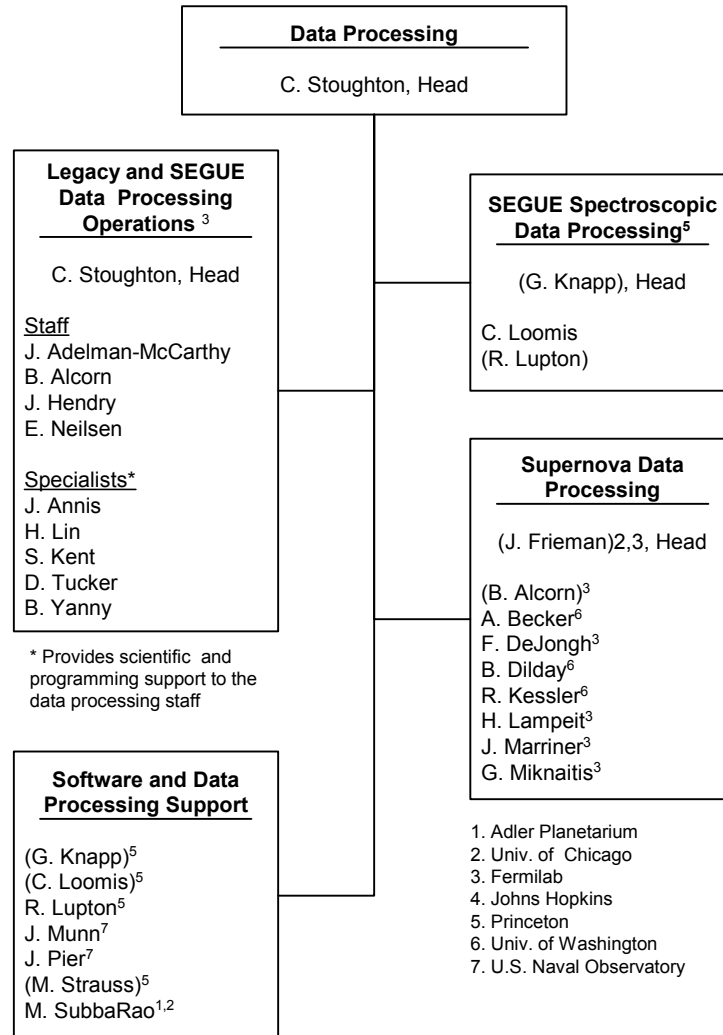 Data Processing
C. Stoughton, Head
Legacy and SEGUE
Data Processing
Operations ³
C. Stoughton, Head
Staff
J. Adelman-McCarthy
B. Alcorn
J. Hendry
E. Neilsen
Specialists*
J. Annis
H. Lin
S. Kent
D. Tucker
B. Yanny
* Provides scientific and
programming support to the
data processing staff
Software and Data
Processing Support
(G. Knapp)⁵
(C. Loomis)⁵
R. Lupton⁵
J. Munn⁷
J. Pier⁷
(M. Strauss)⁵
M. SubbaRao¹,²
SEGUE Spectroscopic
Data Processing⁵
(G. Knapp), Head
C. Loomis
(R. Lupton)
Supernova Data
Processing
(J. Frieman)2,3, Head
(B. Alcorn)³
A. Becker⁶
F. DeJongh³
B. Dilday⁶
R. Kessler⁶
H. Lampeit³
J. Marriner³
G. Miknaitis³
1. Adler Planetarium
2. Univ. of Chicago
3. Fermilab
4. Johns Hopkins
5. Princeton
6. Univ. of Washington
7. U.S. Naval Observatory